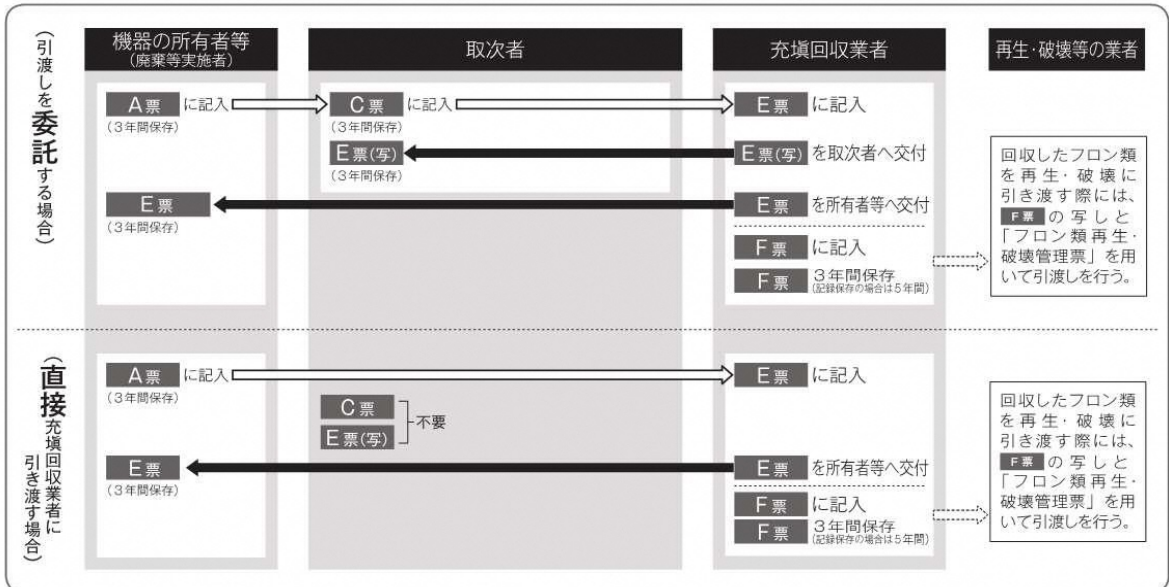 機器の所有者等
(廃棄等実施者)
取次者
充塡回収業者
再生・破壊等の業者
(引渡しを委託する場合)
A票 に記入
(3年間保存)
C票 に記入
(3年間保存)
E票 に記入
E票(写)
(3年間保存)
E票(写) を取次者へ交付
E票
(3年間保存)
E票 を所有者等へ交付
F票 に記入
F票 3年間保存
(記録保存の場合は5年間)
回収したフロン類
を再生・破壊に
引き渡す際には、
F票 の写しと
「フロン類再生・
破壊管理票」を用
いて引渡しを行う。
(直接充塡回収業者に
引き渡す場合)
A票 に記入
(3年間保存)
E票 に記入
C票
E票(写)
不要
E票
(3年間保存)
E票 を所有者等へ交付
F票 に記入
F票 3年間保存
(記録保存の場合は5年間)
回収したフロン類
を再生・破壊に
引き渡す際には、
F票 の写しと
「フロン類再生・
破壊管理票」を用
いて引渡しを行う。